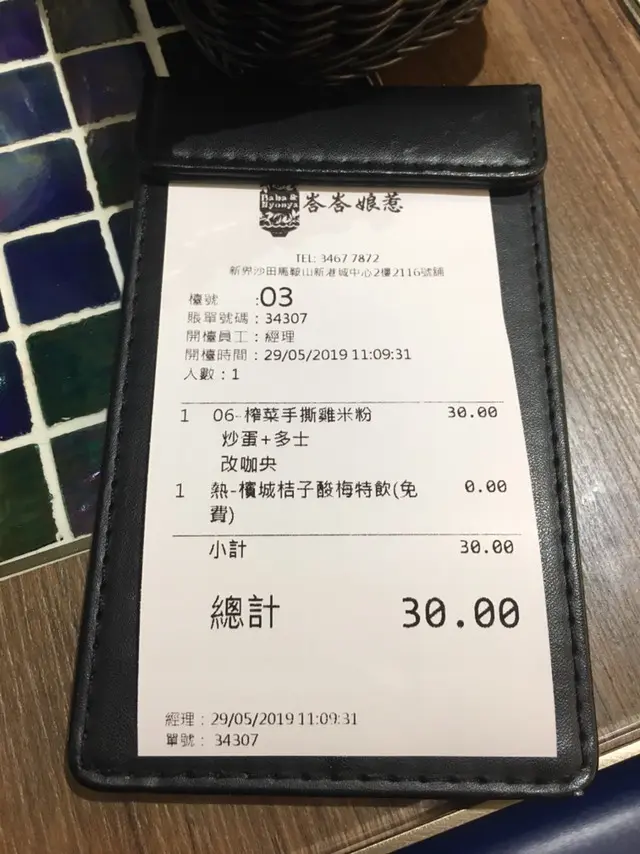 Baba & Nyonya 峇峇娘惹
TEL: 3467 7872
新界沙田馬鞍山新港城中心2樓2116號舖
檯號 :03
賬單號碼：34307
開檯員工：經理
開檯時間：29/05/2019 11:09:31
人數：1
1 06-榨菜手撕雞米粉 30.00
炒蛋+多士
改咖央
1 熱-檳城桔子酸梅特飲(免 0.00
費)
小計 30.00
總計 30.00
經理：29/05/2019 11:09:31
單號： 34307